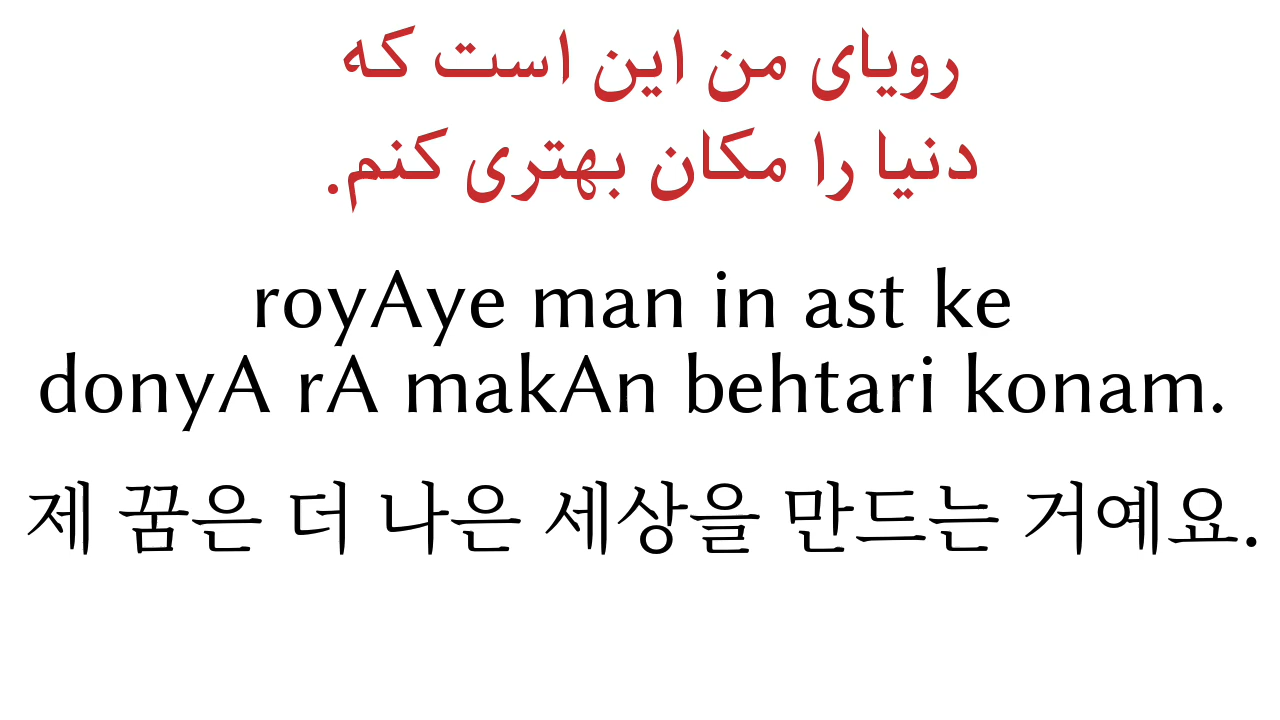 رویای من این است که
دنیا را مکان بهتری کنم.
royAye man in ast ke
donyA rA makAn behtari konam.
제 꿈은 더 나은 세상을 만드는 거예요.